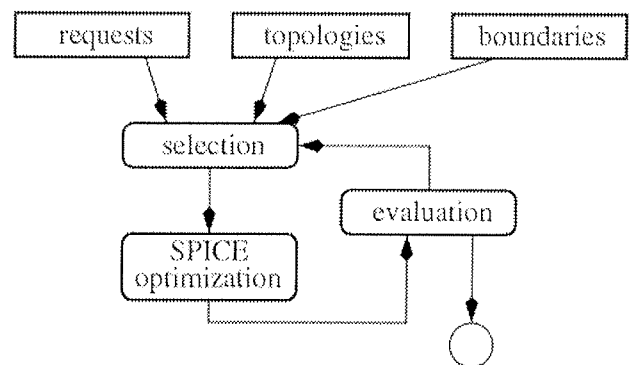 requests
topologies
boundaries
selection
evaluation
SPICE
optimization